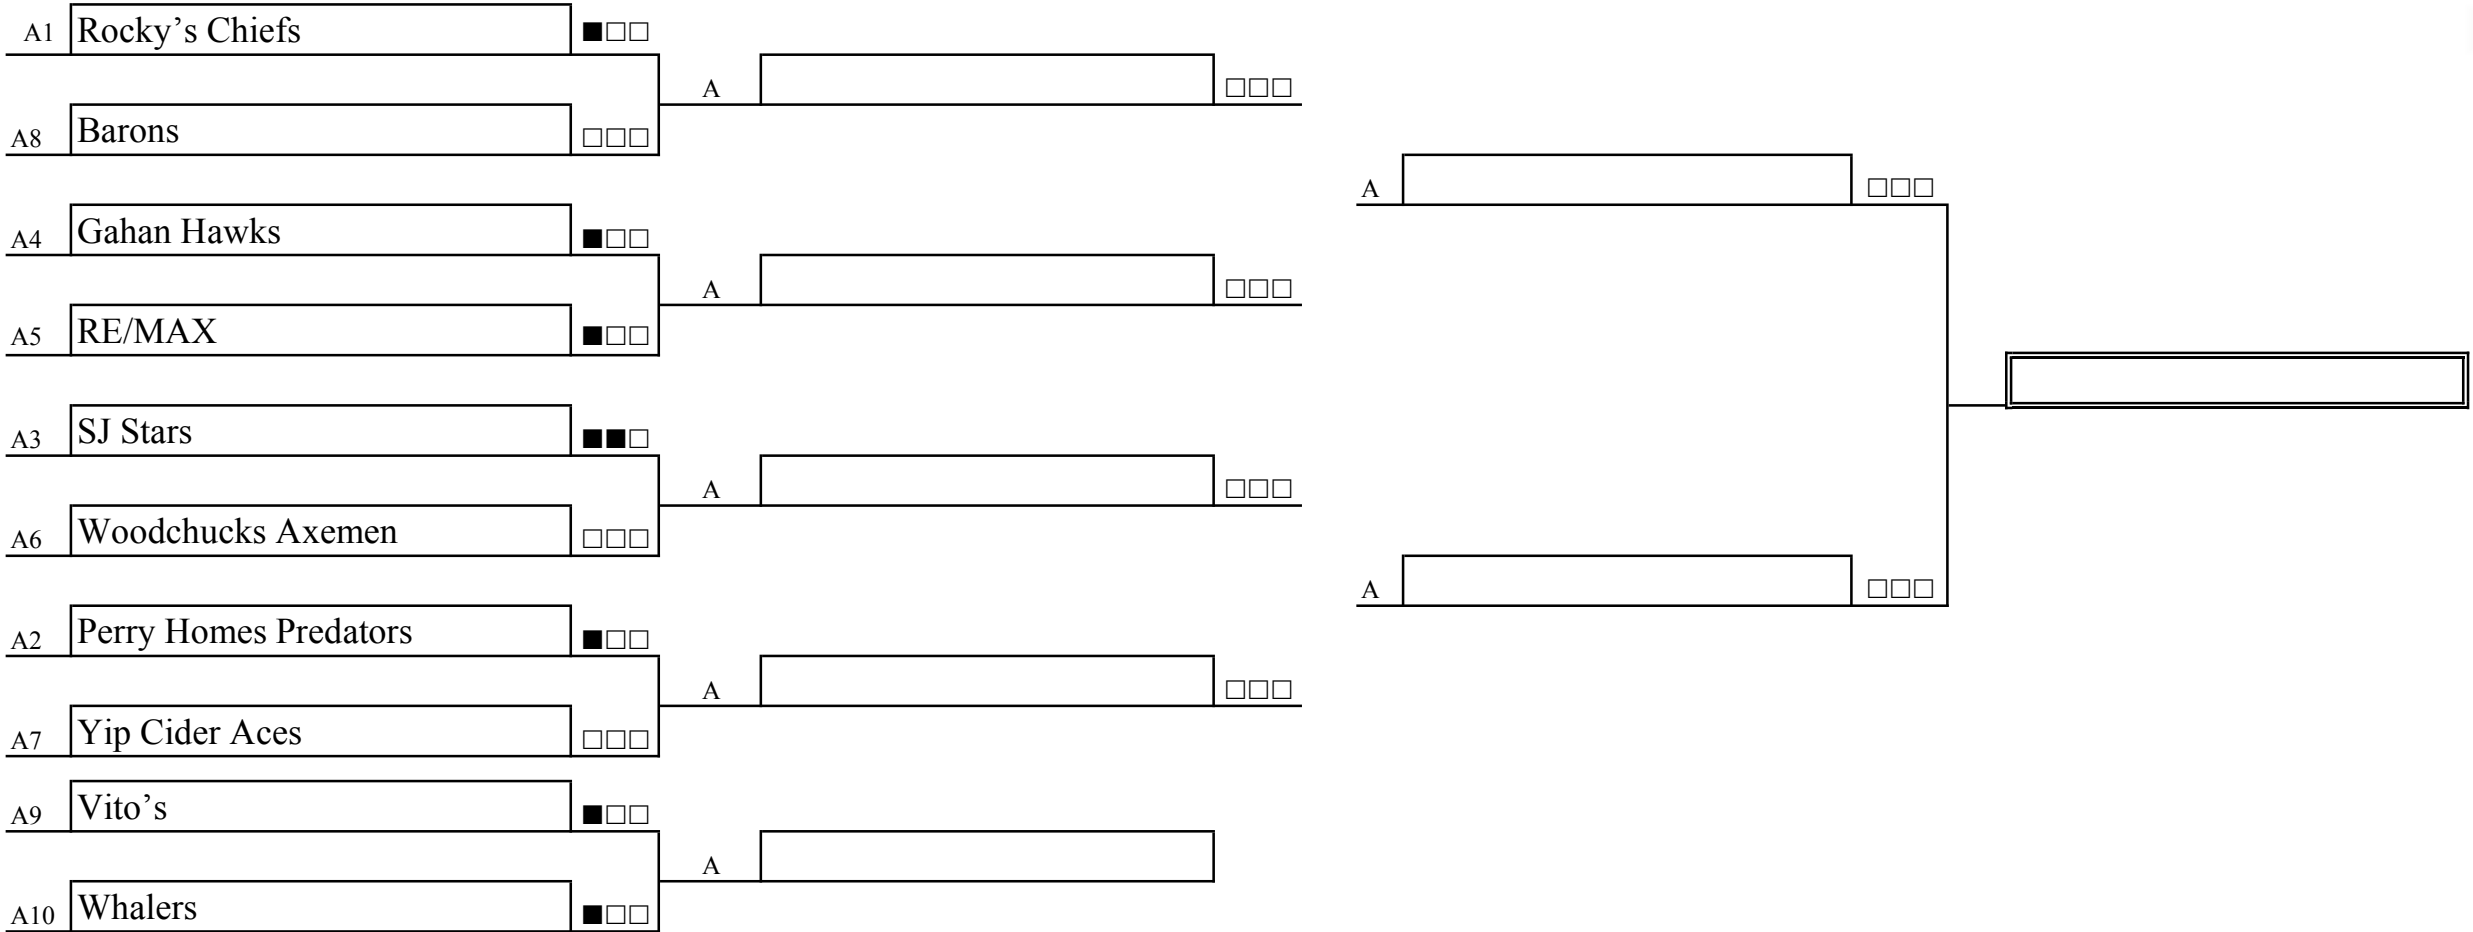 A1 Rocky’s Chiefs ■□□
A □□□
A8 Barons □□□
A □□□
A4 Gahan Hawks ■□□
A □□□
A5 RE/MAX ■□□
A3 SJ Stars ■■□
A □□□
A6 Woodchucks Axemen □□□
A □□□
A2 Perry Homes Predators ■□□
A □□□
A7 Yip Cider Aces □□□
A9 Vito’s ■□□
A
A10 Whalers ■□□